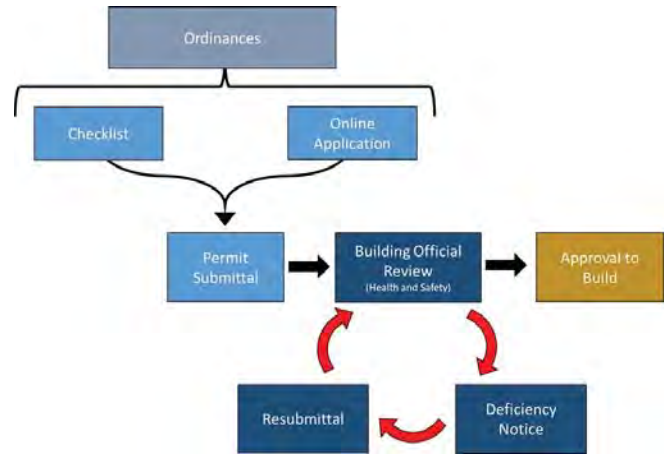 Ordinances
Checklist
Online
Application
Permit
Submittal
Building Official
Review
(Health and Safety)
Approval to
Build
Resubmittal
Deficiency
Notice